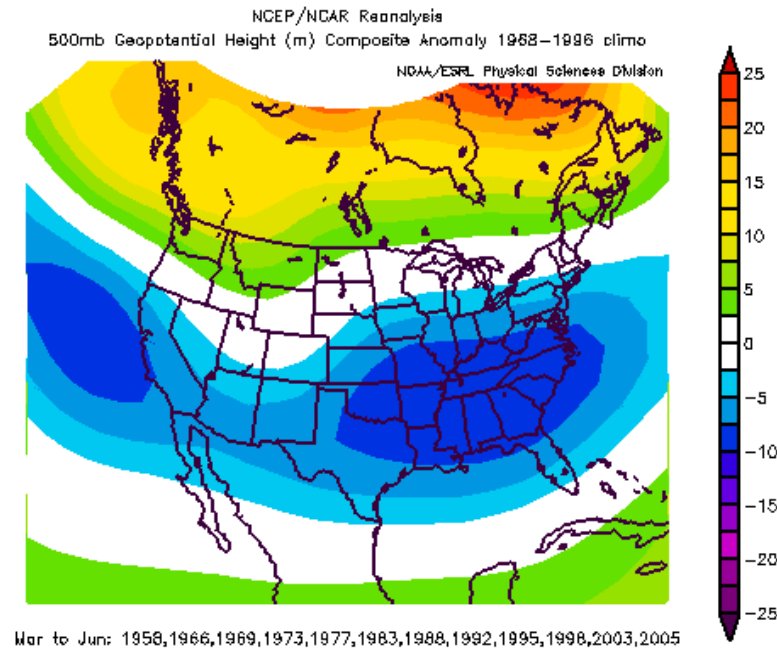 NCEP/NCAR Reanalysis
500mb Geopotential Height (m) Composite Anomaly 1958-1996 climo
NOAA/ESRL Physical Sciences Division
25
20
15
10
5
0
-5
-10
-15
-20
-25
Mar to Jun: 1958,1966,1969,1973,1977,1983,1988,1992,1995,1998,2003,2005